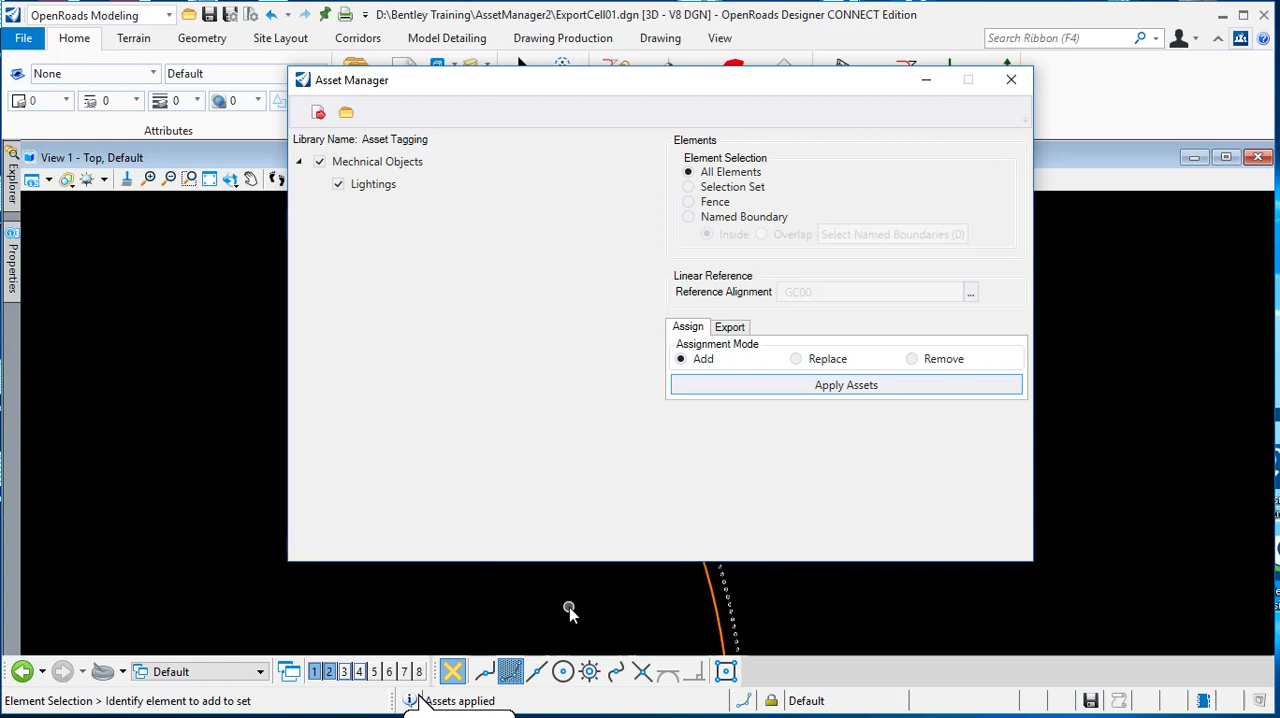 OpenRoads Modeling
D:\Bentley Training\AssetManager2\ExportCell01.dgn [3D - V8 DGN] - OpenRoads Designer CONNECT Edition
File Home Terrain Geometry Site Layout Corridors Model Detailing Drawing Production Drawing View
Search Ribbon (F4)
None Default
0 0 0 0
Attributes
Asset Manager
Library Name: Asset Tagging
Mechnical Objects
Lightings
Elements
Element Selection
All Elements
Selection Set
Fence
Named Boundary
Inside Overlap Select Named Boundaries (0)
Linear Reference
Reference Alignment GC00 ...
Assign Export
Assignment Mode
Add Replace Remove
Apply Assets
View 1 - Top, Default
Explorer
Properties
Default 1 2 3 4 5 6 7 8
Element Selection > Identify element to add to set
Assets applied
Default